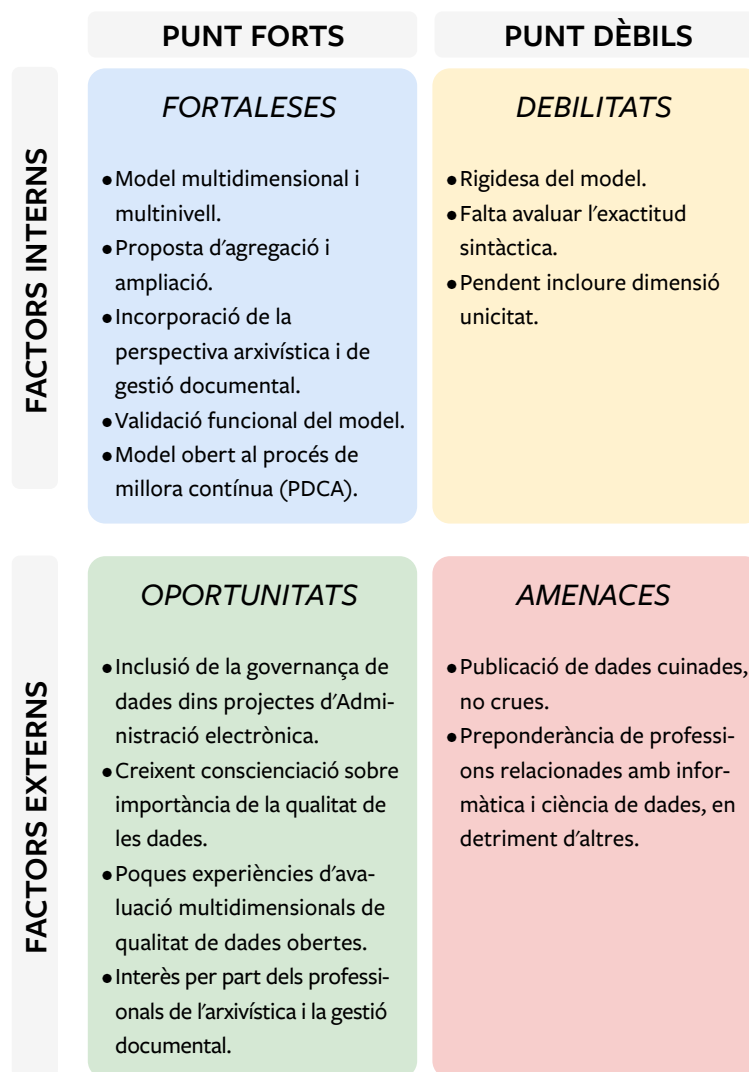 PUNT FORTS
PUNT DÈBILS
FACTORS INTERNS
FORTALESES
• Model multidimensional i
multinivell.
• Proposta d'agregació i
ampliació.
• Incorporació de la
perspectiva arxivística i de
gestió documental.
• Validació funcional del model.
• Model obert al procés de
millora contínua (PDCA).
DEBILITATS
• Rigidesa del model.
• Falta avaluar l'exactitud
sintàctica.
• Pendent incloure dimensió
unicitat.
FACTORS EXTERNS
OPORTUNITATS
• Inclusió de la governança de
dades dins projectes d'Admi-
nistració electrònica.
• Creixent conscienciació sobre
importància de la qualitat de
les dades.
• Poques experiències d'ava-
luació multidimensionals de
qualitat de dades obertes.
• Interès per part dels professi-
onals de l'arxivística i la gestió
documental.
AMENACES
• Publicació de dades cuinades,
no crues.
• Preponderància de professi-
ons relacionades amb infor-
màtica i ciència de dades, en
detriment d'altres.